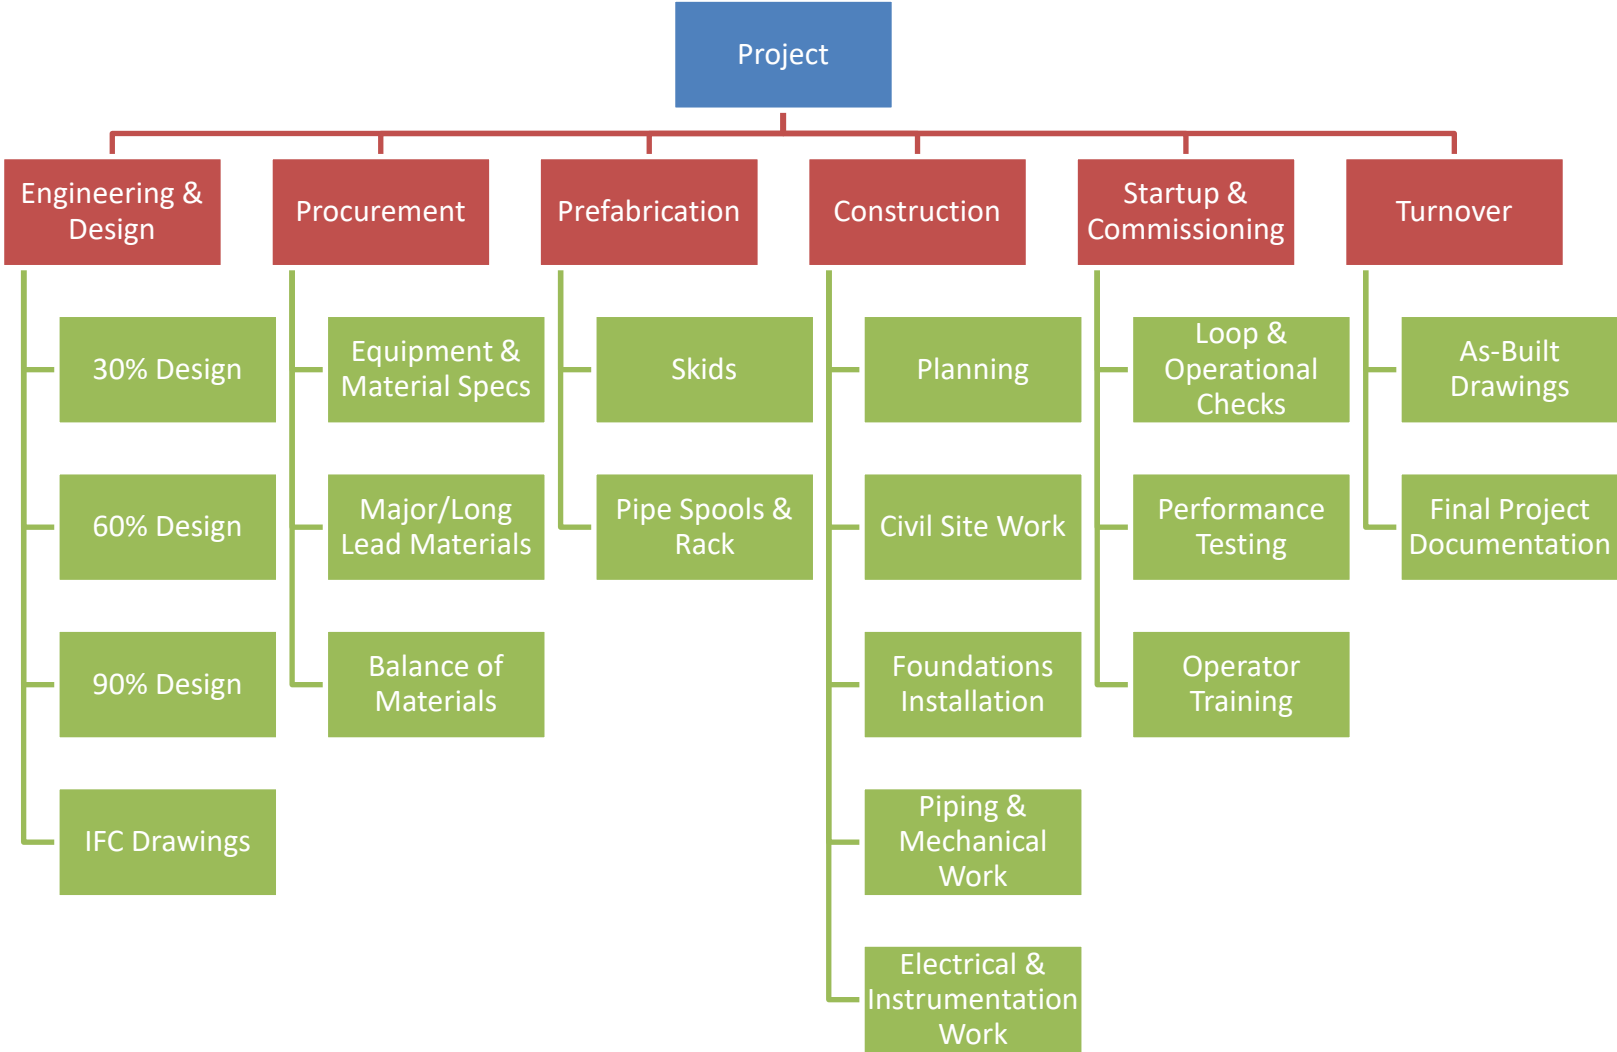 Project
Engineering &
Design
Procurement
Prefabrication
Construction
Startup &
Commissioning
Turnover
30% Design
60% Design
90% Design
IFC Drawings
Equipment &
Material Specs
Major/Long
Lead Materials
Balance of
Materials
Skids
Pipe Spools &
Rack
Planning
Civil Site Work
Foundations
Installation
Piping &
Mechanical
Work
Electrical &
Instrumentation
Work
Loop &
Operational
Checks
Performance
Testing
Operator
Training
As-Built
Drawings
Final Project
Documentation